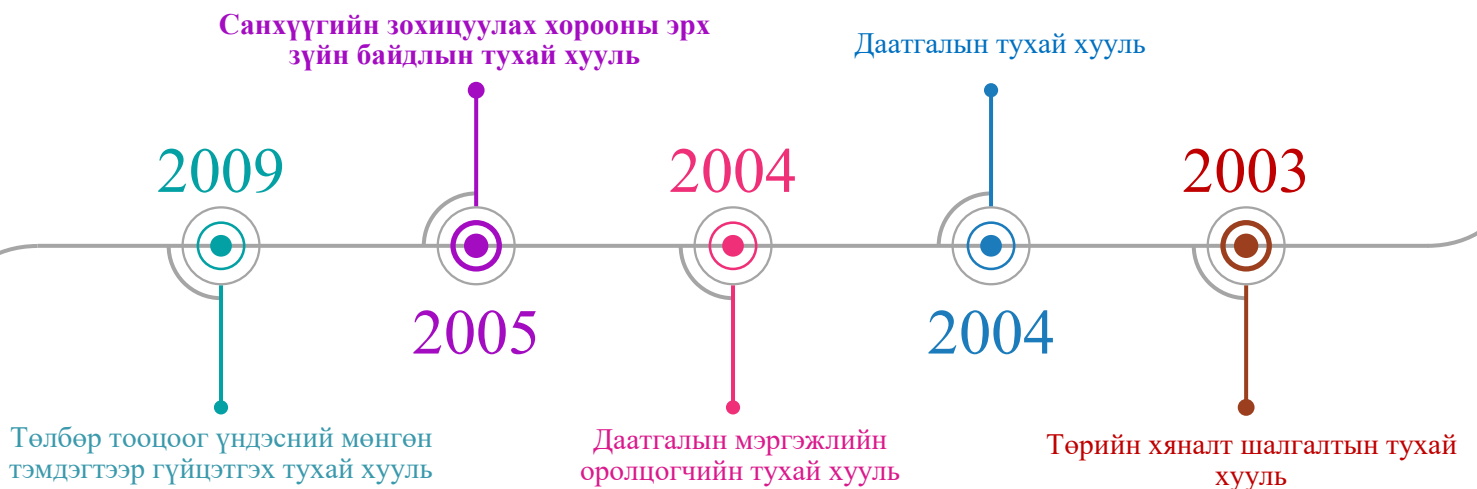 Санхүүгийн зохицуулах хорооны эрх
зүйн байдлын тухай хууль
Даатгалын тухай хууль
2009
2004
2003
2005
2004
Төлбөр тооцоог үндэсний мөнгөн
тэмдэгтээр гүйцэтгэх тухай хууль
Даатгалын мэргэжлийн
оролцогчийн тухай хууль
Төрийн хяналт шалгалтын тухай
хууль